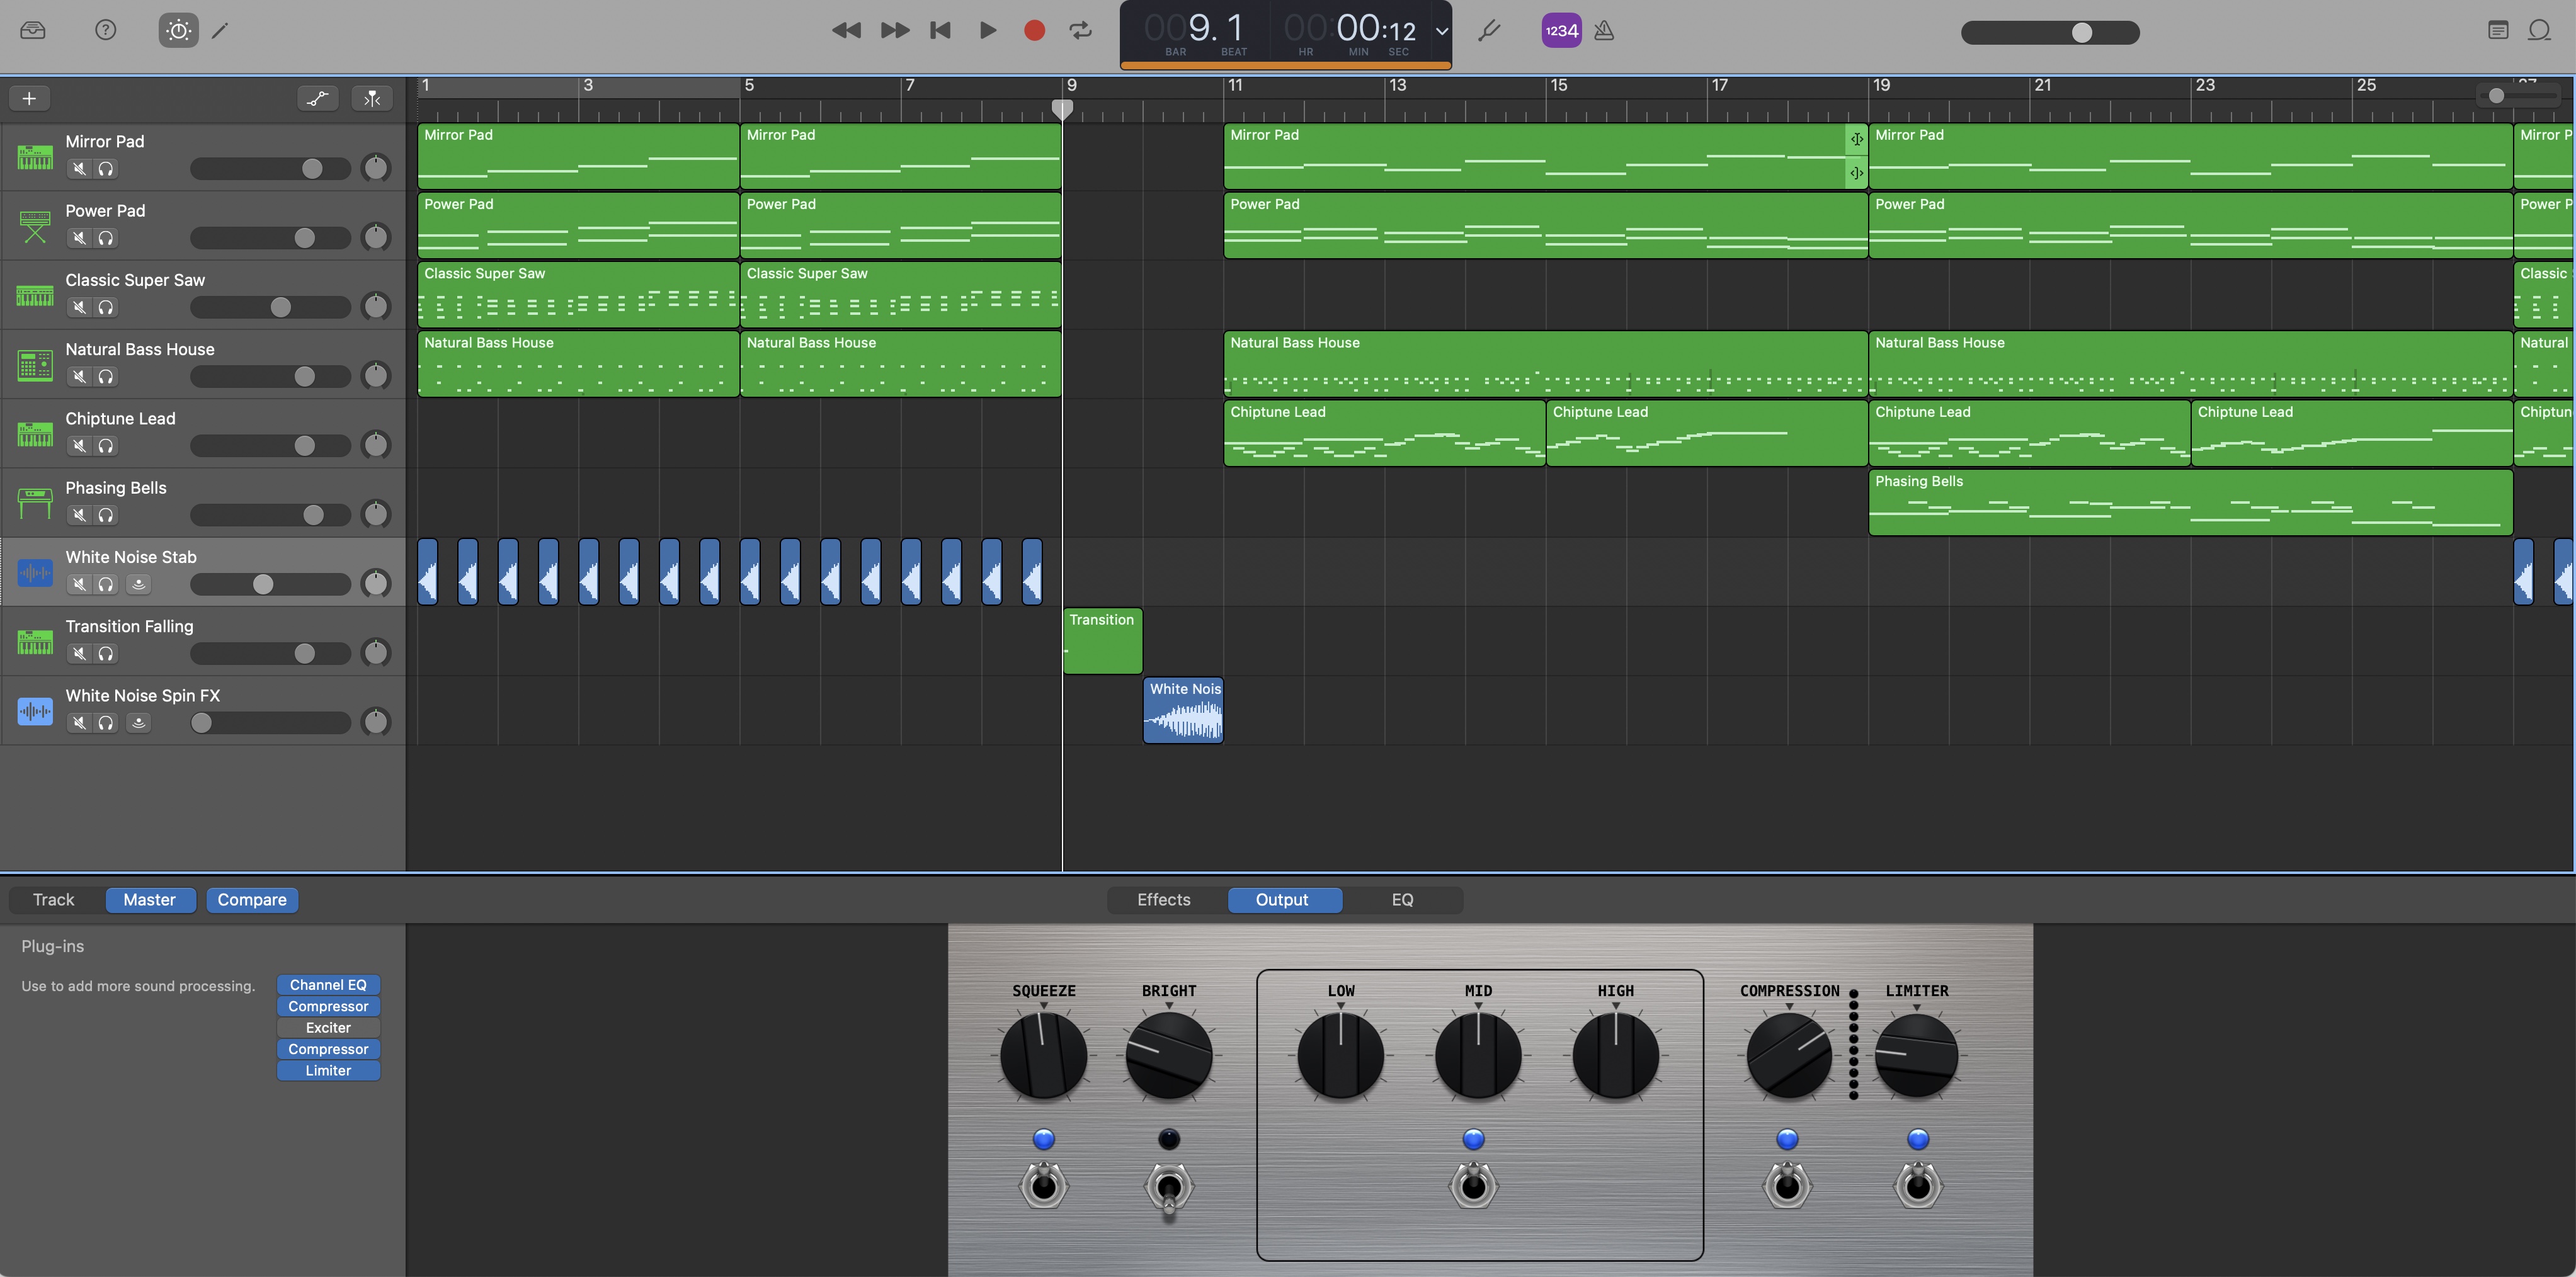 009. 1 00:00:12
BAR BEAT HR MIN SEC
1234
1 3 5 7 9 11 13 15 17 19 21 23 25 27
Mirror Pad
Mirror Pad Mirror Pad Mirror Pad Mirror Pad Mirror P
Power Pad
Power Pad Power Pad Power Pad Power Pad Power P
Classic Super Saw
Classic Super Saw Classic Super Saw Classic
Natural Bass House
Natural Bass House Natural Bass House Natural Bass House Natural Bass House Natural
Chiptune Lead
Chiptune Lead Chiptune Lead Chiptune Lead Chiptune Lead Chiptun
Phasing Bells
Phasing Bells
White Noise Stab
Transition Falling
Transition
White Noise Spin FX
White Nois
Track Master Compare Effects Output EQ
Plug-ins
Use to add more sound processing. Channel EQ
Compressor
Exciter
Compressor
Limiter
SQUEEZE BRIGHT LOW MID HIGH COMPRESSION LIMITER